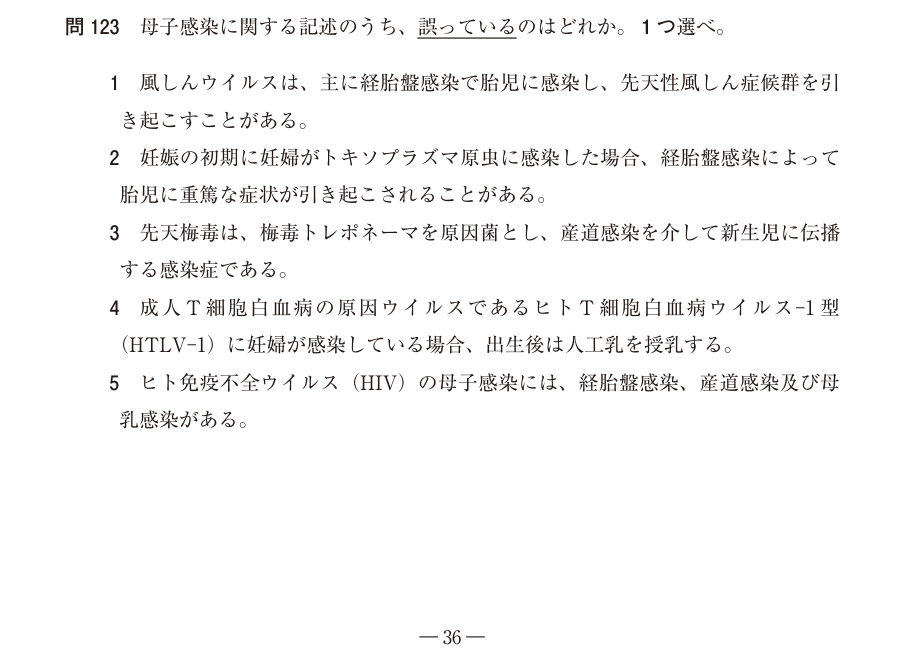 問 123　母子感染に関する記述のうち、誤っているのはどれか。1つ選べ。
1　風しんウイルスは、主に経胎盤感染で胎児に感染し、先天性風しん症候群を引
き起こすことがある。
2　妊娠の初期に妊婦がトキソプラズマ原虫に感染した場合、経胎盤感染によって
胎児に重篤な症状が引き起こされることがある。
3　先天梅毒は、梅毒トレポネーマを原因菌とし、産道感染を介して新生児に伝播
する感染症である。
4　成人T細胞白血病の原因ウイルスであるヒトT細胞白血病ウイルス-1型
（HTLV-1）に妊婦が感染している場合、出生後は人工乳を授乳する。
5　ヒト免疫不全ウイルス（HIV）の母子感染には、経胎盤感染、産道感染及び母
乳感染がある。
― 36 ―